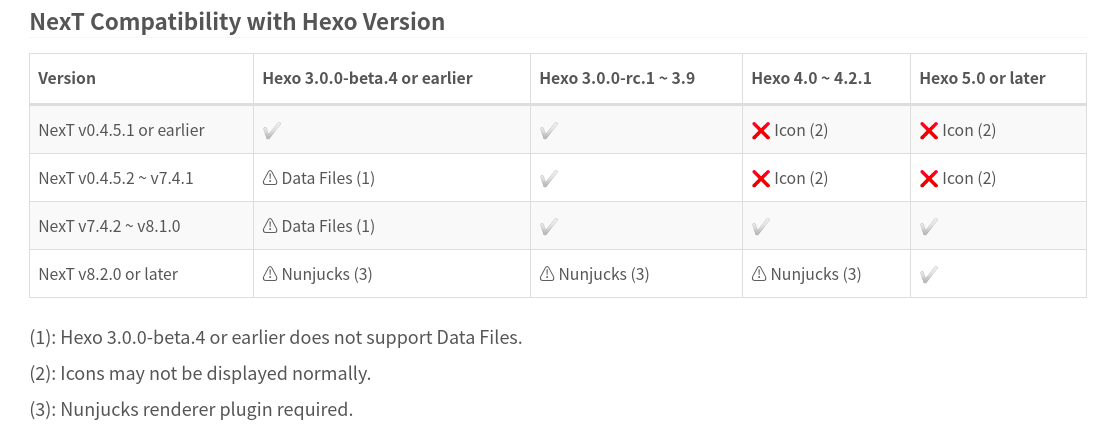 NexT Compatibility with Hexo Version
Version Hexo 3.0.0-beta.4 or earlier Hexo 3.0.0-rc.1 ~ 3.9 Hexo 4.0 ~ 4.2.1 Hexo 5.0 or later
NexT v0.4.5.1 or earlier ✔ ✔ ❌ Icon (2) ❌ Icon (2)
NexT v0.4.5.2 ~ v7.4.1 ⚠ Data Files (1) ✔ ❌ Icon (2) ❌ Icon (2)
NexT v7.4.2 ~ v8.1.0 ⚠ Data Files (1) ✔ ✔ ✔
NexT v8.2.0 or later ⚠ Nunjucks (3) ⚠ Nunjucks (3) ⚠ Nunjucks (3) ✔
(1): Hexo 3.0.0-beta.4 or earlier does not support Data Files.
(2): Icons may not be displayed normally.
(3): Nunjucks renderer plugin required.